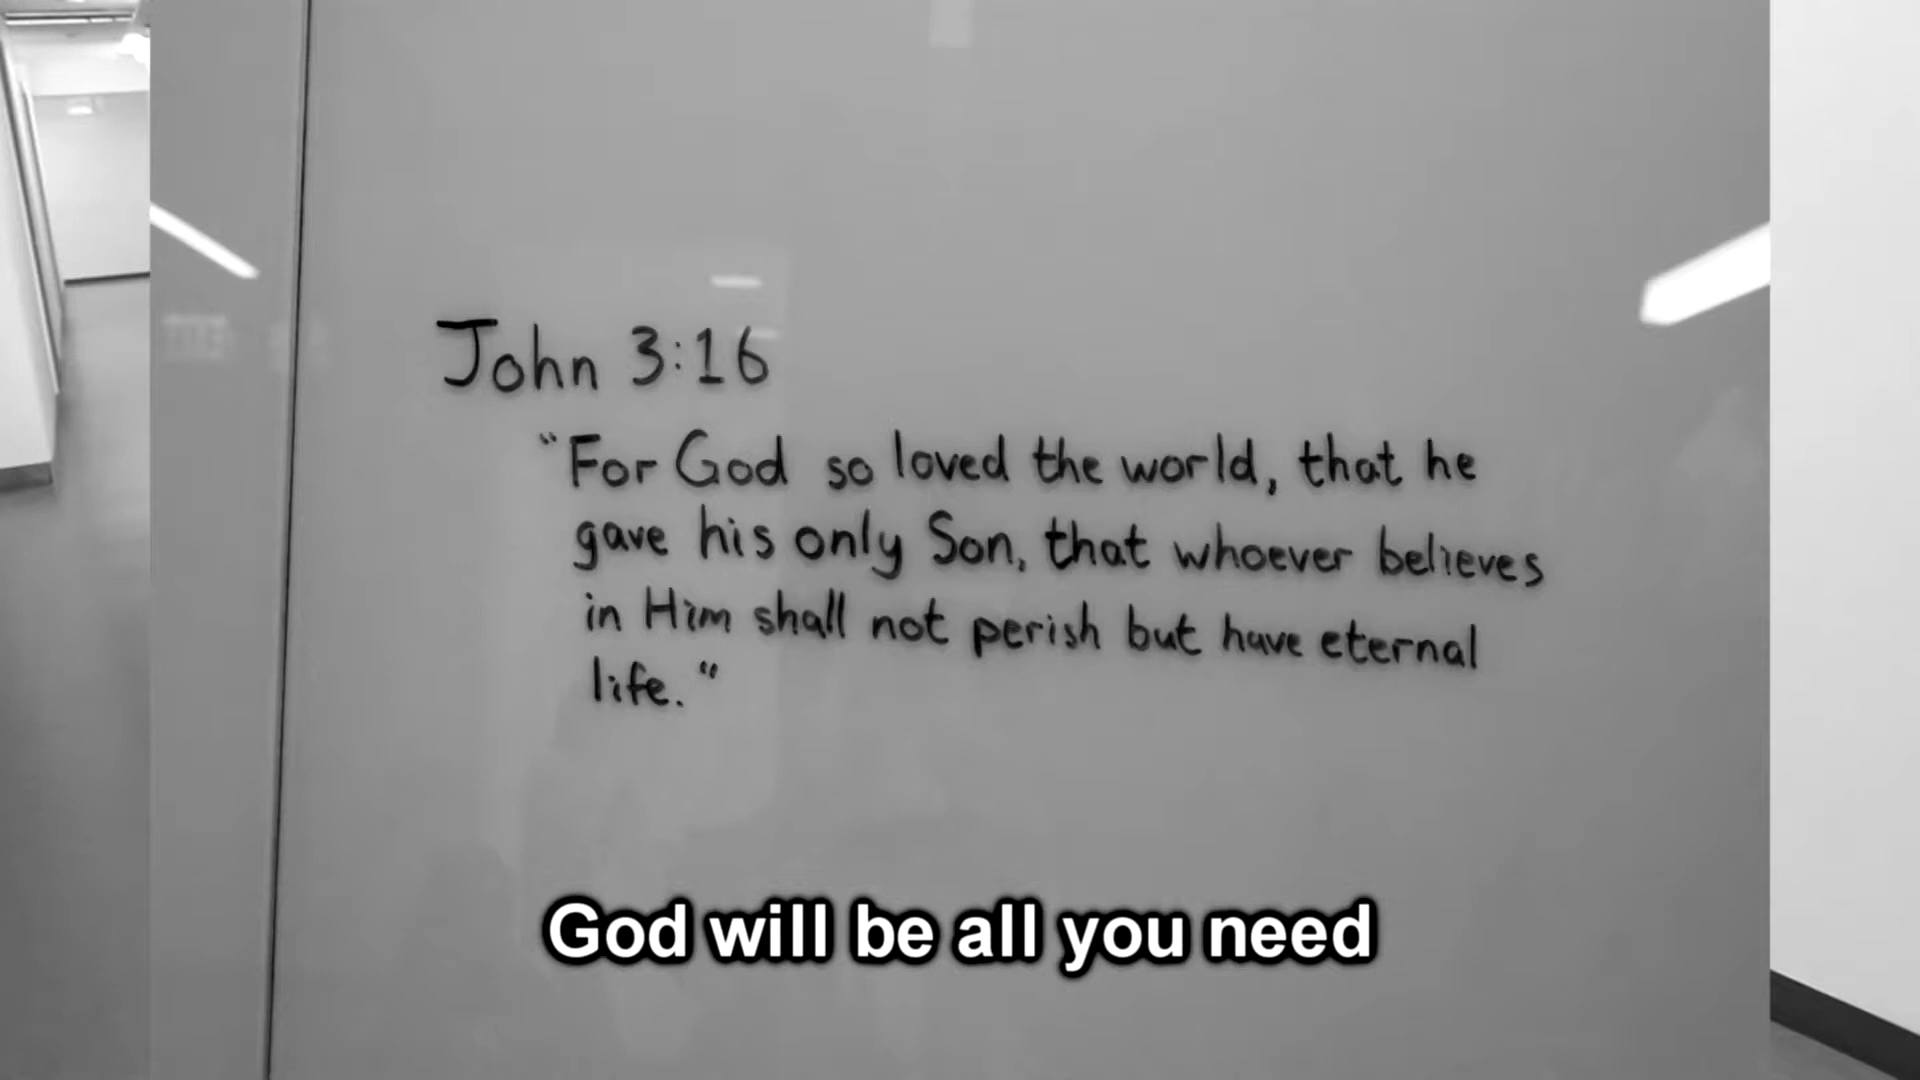 John 3:16
"For God so loved the world, that he
gave his only Son, that whoever believes
in Him shall not perish but have eternal
life."
God will be all you need